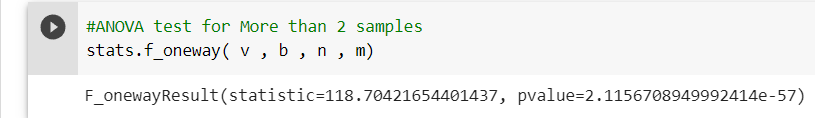 #ANOVA test for More than 2 samples
stats.f_oneway( v , b , n , m)
F_onewayResult(statistic=118.70421654401437, pvalue=2.1156708949992414e-57)